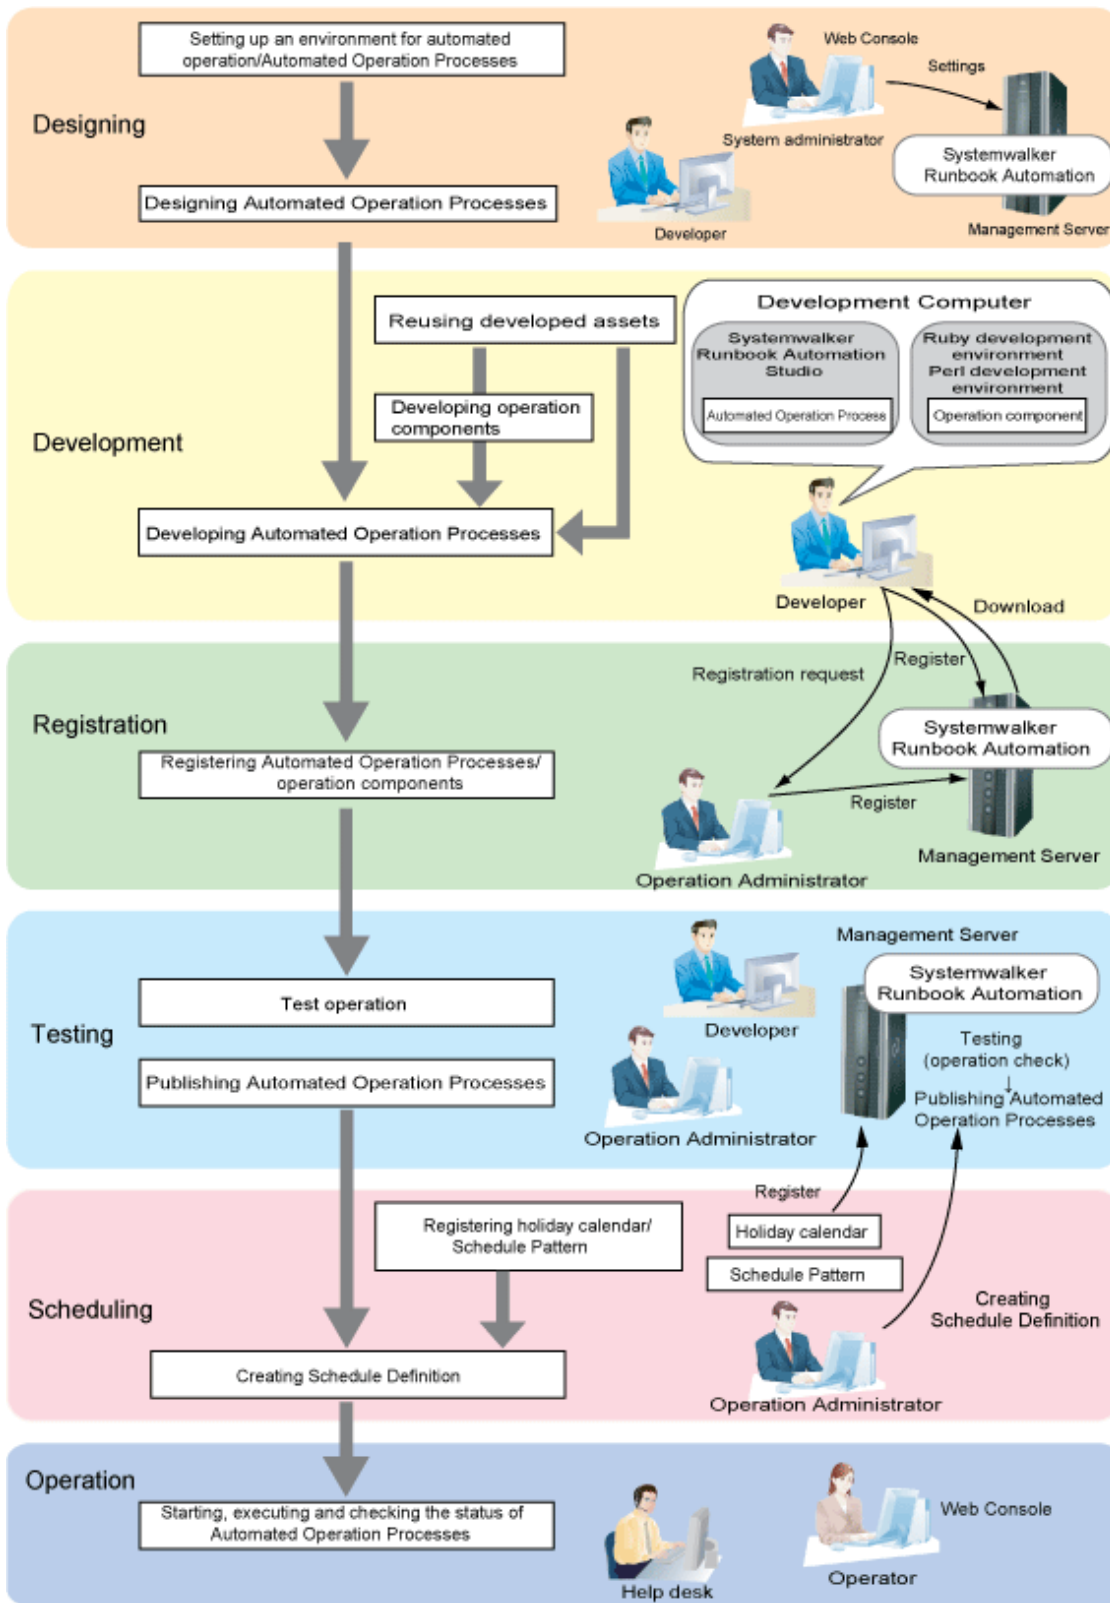 Setting up an environment for automated
operation/Automated Operation Processes
Web Console
Settings
Designing
System administrator
Systemwalker
Runbook Automation
Designing Automated Operation Processes
Developer
Management Server
Development Computer
Reusing developed assets
Systemwalker
Runbook Automation
Studio
Automated Operation Process
Ruby development
environment
Perl development
environment
Operation component
Developing operation
components
Development
Developing Automated Operation Processes
Developer
Download
Register
Registration request
Registration
Systemwalker
Runbook Automation
Registering Automated Operation Processes/
operation components
Register
Management Server
Operation Administrator
Management Server
Systemwalker
Runbook Automation
Test operation
Developer
Testing
Testing
(operation check)
↓
Publishing Automated
Operation Processes
Publishing Automated Operation Processes
Operation Administrator
Register
Registering holiday calendar/
Schedule Pattern
Holiday calendar
Schedule Pattern
Scheduling
Creating
Schedule Definition
Creating Schedule Definition
Operation Administrator
Operation
Starting, executing and checking the status of
Automated Operation Processes
Web Console
Help desk
Operator